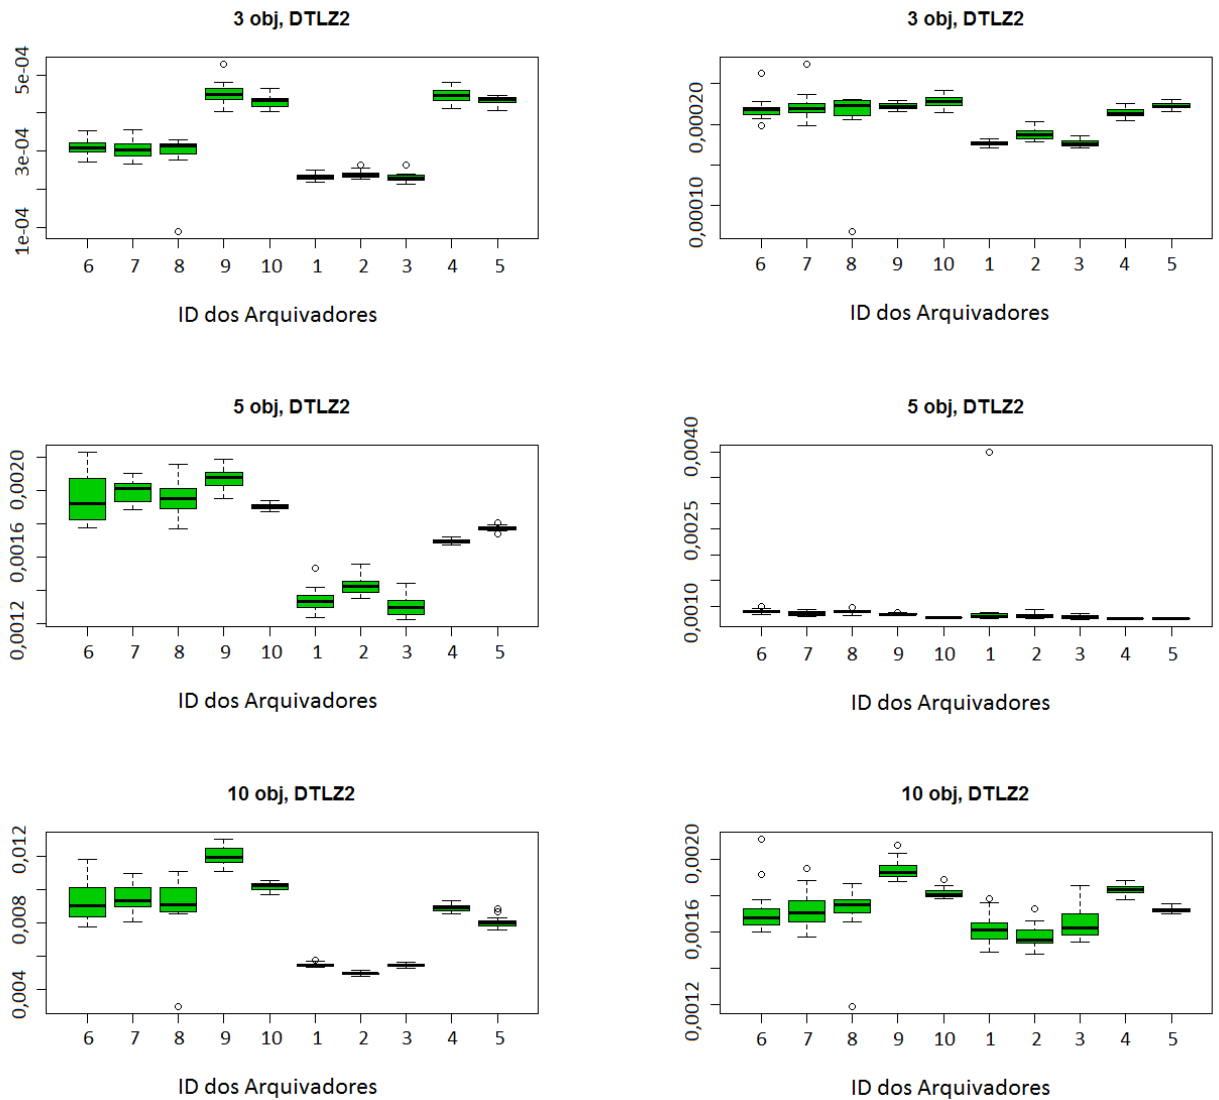 3 obj, DTLZ2
5e-04
3e-04
1e-04
6 7 8 9 10 1 2 3 4 5
ID dos Arquivadores
3 obj, DTLZ2
0,00020
0,00010
6 7 8 9 10 1 2 3 4 5
ID dos Arquivadores
5 obj, DTLZ2
0,0020
0,0016
0,0012
6 7 8 9 10 1 2 3 4 5
ID dos Arquivadores
5 obj, DTLZ2
0,0040
0,0025
0,0010
6 7 8 9 10 1 2 3 4 5
ID dos Arquivadores
10 obj, DTLZ2
0,012
0,008
0,004
6 7 8 9 10 1 2 3 4 5
ID dos Arquivadores
10 obj, DTLZ2
0,0020
0,0016
0,0012
6 7 8 9 10 1 2 3 4 5
ID dos Arquivadores